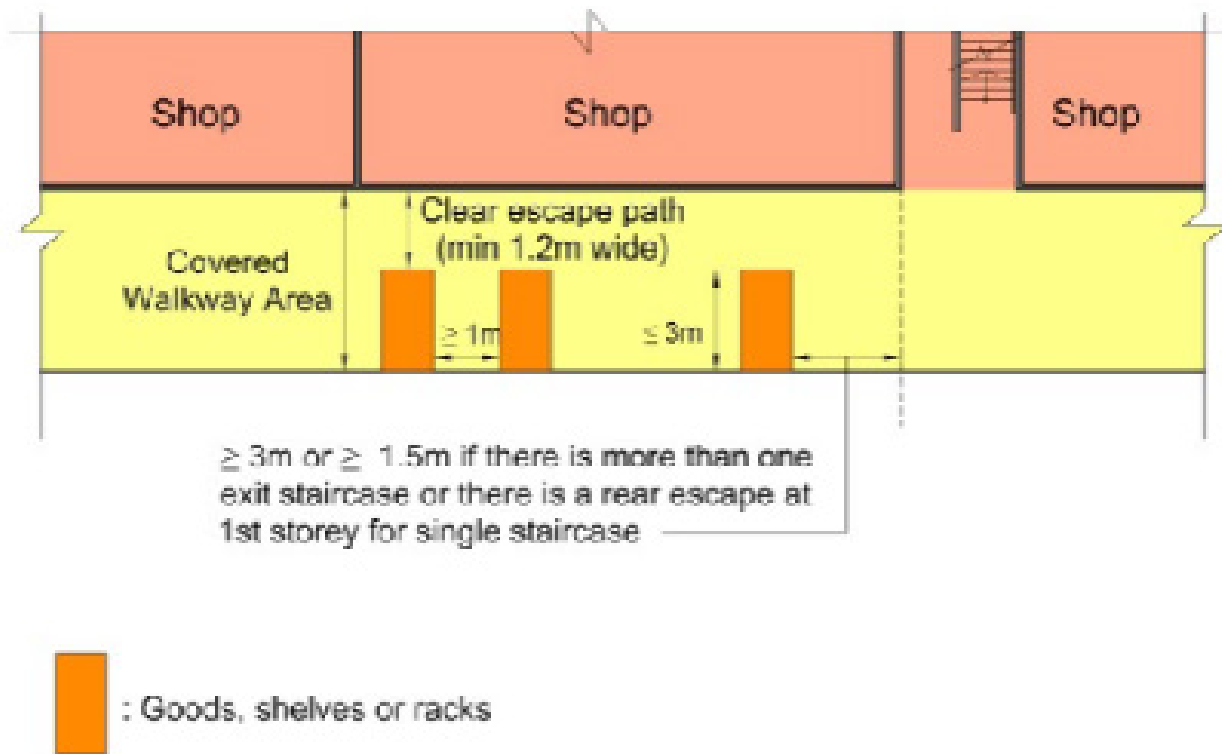 Shop
Shop
Shop
Clear escape path
(min 1.2m wide)
Covered
Walkway Area
≥ 1m
≤ 3m
≥ 3m or ≥ 1.5m if there is more than one
exit staircase or there is a rear escape at
1st storey for single staircase
: Goods, shelves or racks